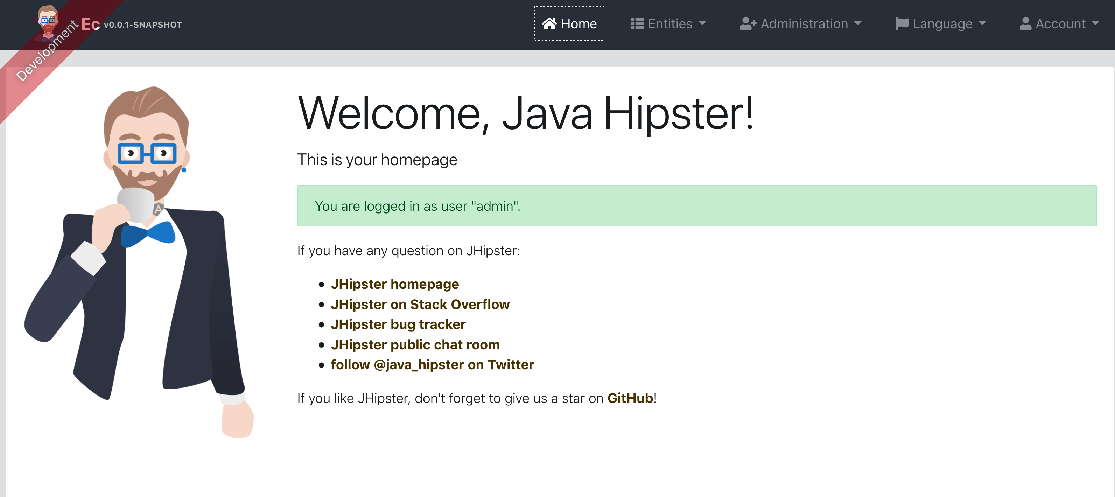 Development
Ec v0.0.1-SNAPSHOT
Home
Entities
Administration
Language
Account
Welcome, Java Hipster!
This is your homepage
You are logged in as user "admin".
If you have any question on JHipster:
JHipster homepage
JHipster on Stack Overflow
JHipster bug tracker
JHipster public chat room
follow @java_hipster on Twitter
If you like JHipster, don't forget to give us a star on GitHub!
A